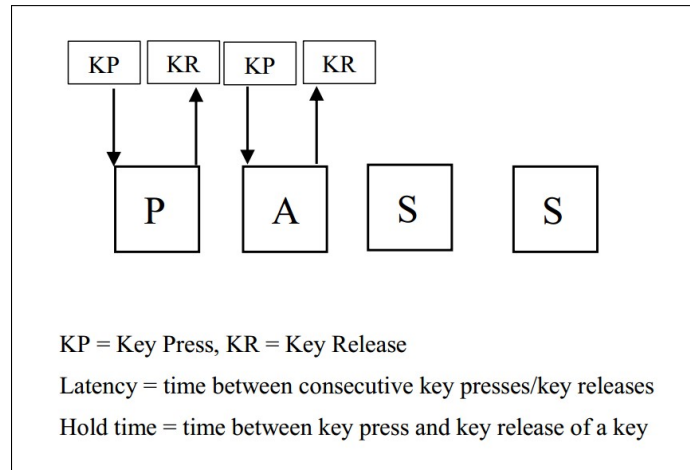 KP KR KP KR
P A S S
KP = Key Press, KR = Key Release
Latency = time between consecutive key presses/key releases
Hold time = time between key press and key release of a key